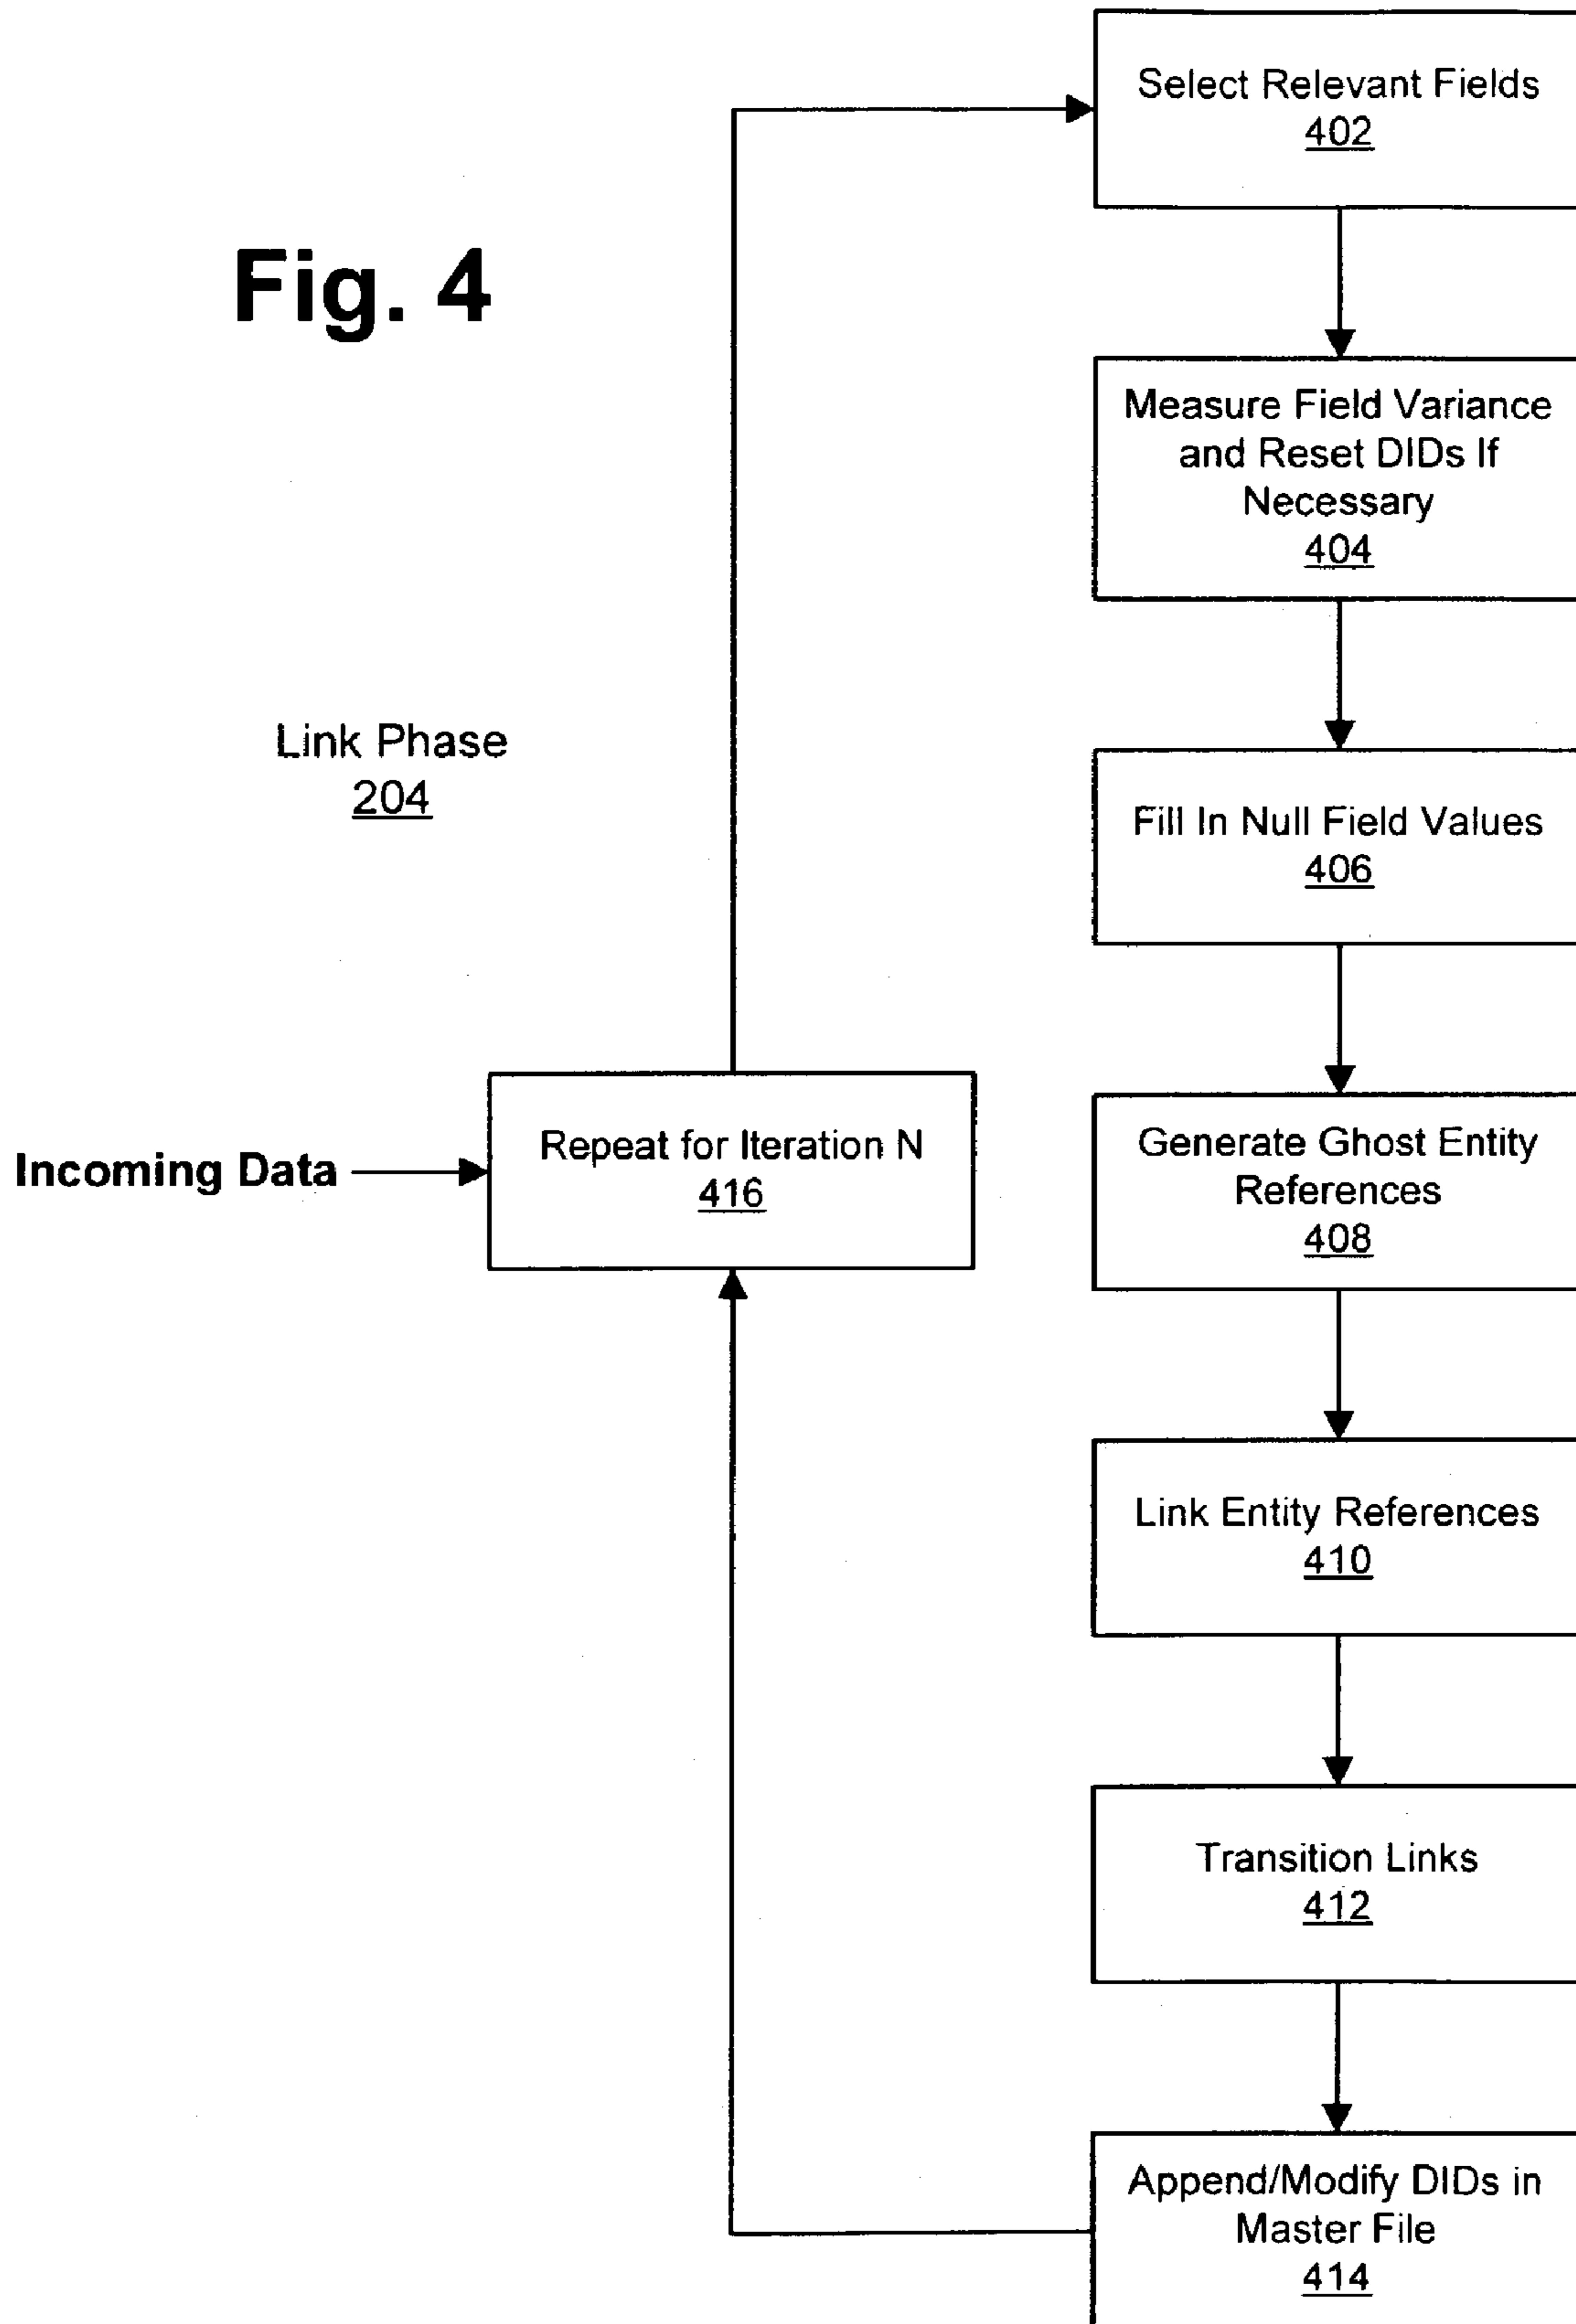 Fig. 4
Link Phase
204
Incoming Data
Repeat for Iteration N
416
Select Relevant Fields
402
Measure Field Variance
and Reset DIDs If
Necessary
404
Fill In Null Field Values
406
Generate Ghost Entity
References
408
Link Entity References
410
Transition Links
412
Append/Modify DIDs in
Master File
414